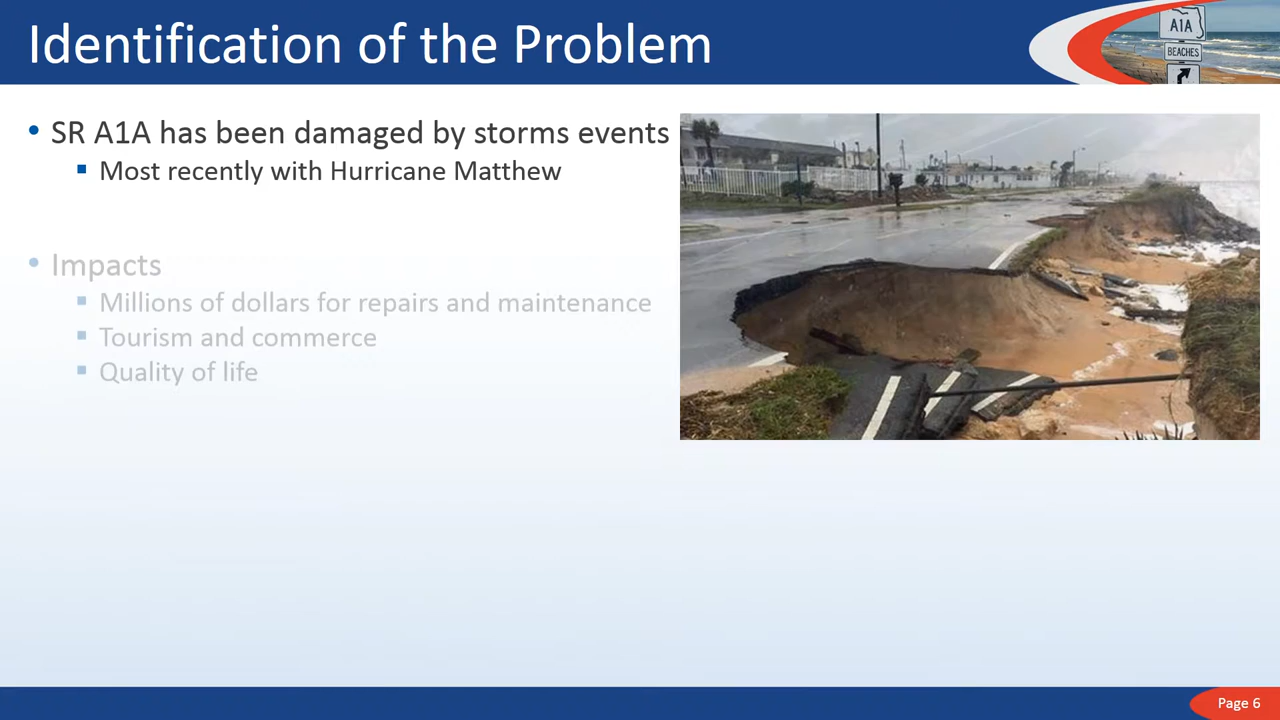 Identification of the Problem
A1A
BEACHES
SR A1A has been damaged by storms events
Most recently with Hurricane Matthew
Impacts
Millions of dollars for repairs and maintenance
Tourism and commerce
Quality of life
Page 6